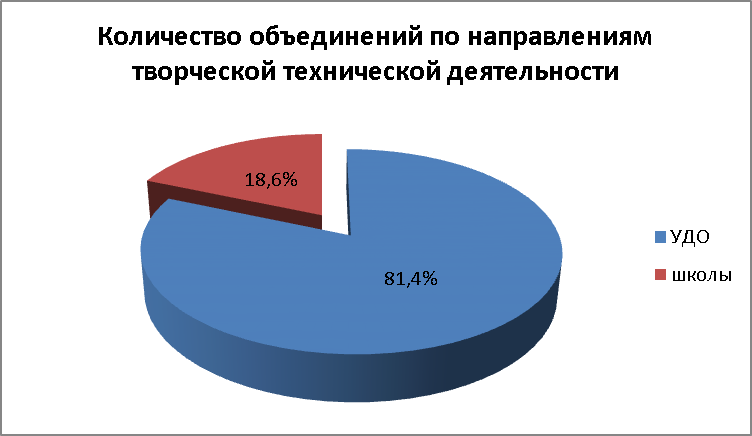 Количество объединений по направлениям
творческой технической деятельности
18,6%
81,4%
УДО
школы